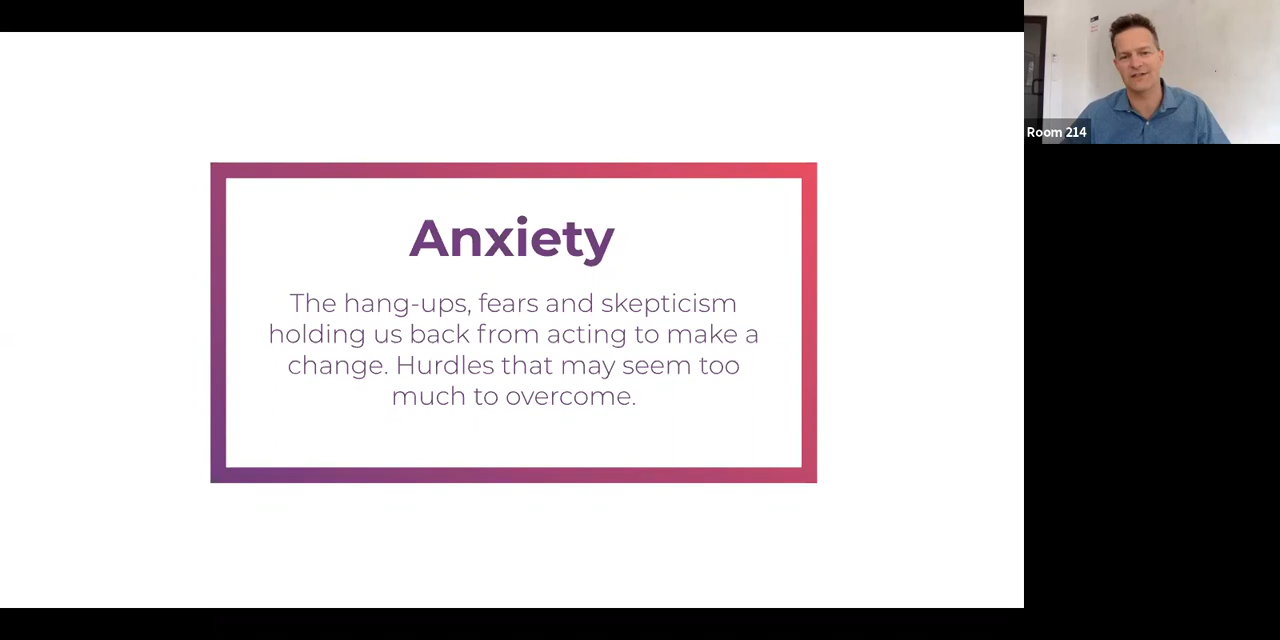 Anxiety
The hang-ups, fears and skepticism
holding us back from acting to make a
change. Hurdles that may seem too
much to overcome.
Room 214